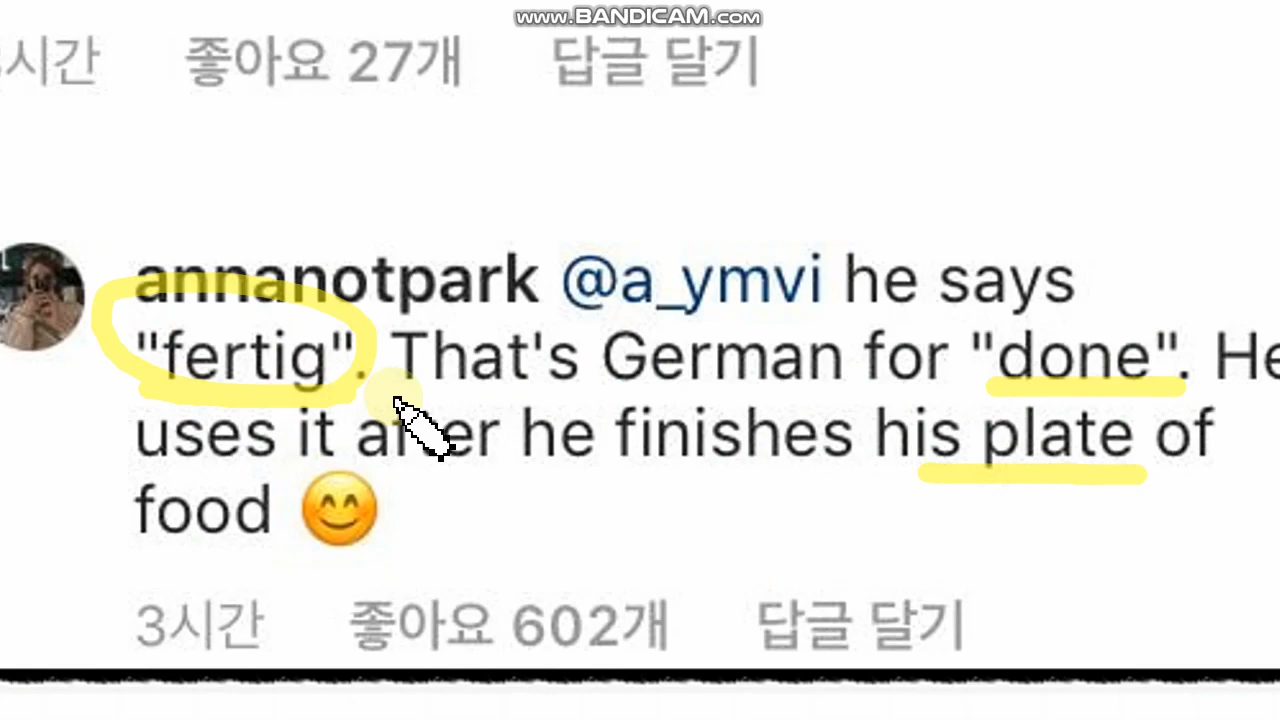 www.BANDICAM.com
시간 좋아요 27개 답글 달기
annanotpark @a_ymvi he says
"fertig". That's German for "done". He
uses it after he finishes his plate of
food 😊
3시간 좋아요 602개 답글 달기